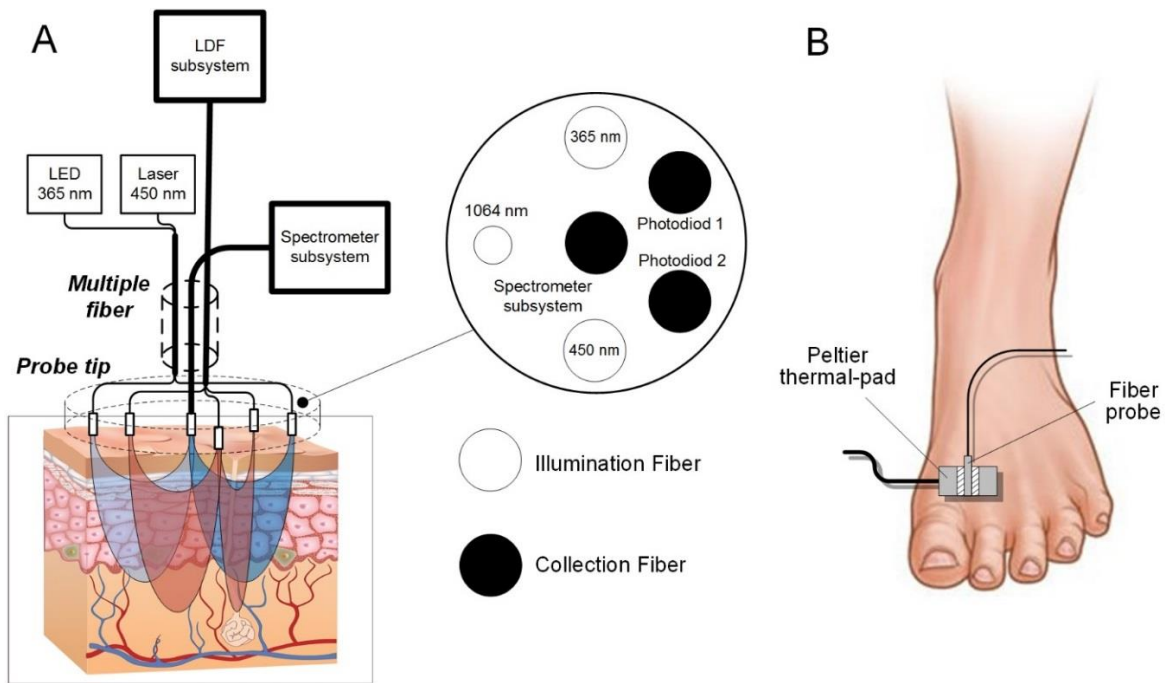 A
LDF
subsystem
LED
365 nm
Laser
450 nm
Spectrometer
subsystem
Multiple
fiber
Probe tip
365 nm
1064 nm
Photodiod 1
Photodiod 2
Spectrometer
subsystem
450 nm
Illumination Fiber
Collection Fiber
B
Peltier
thermal-pad
Fiber
probe